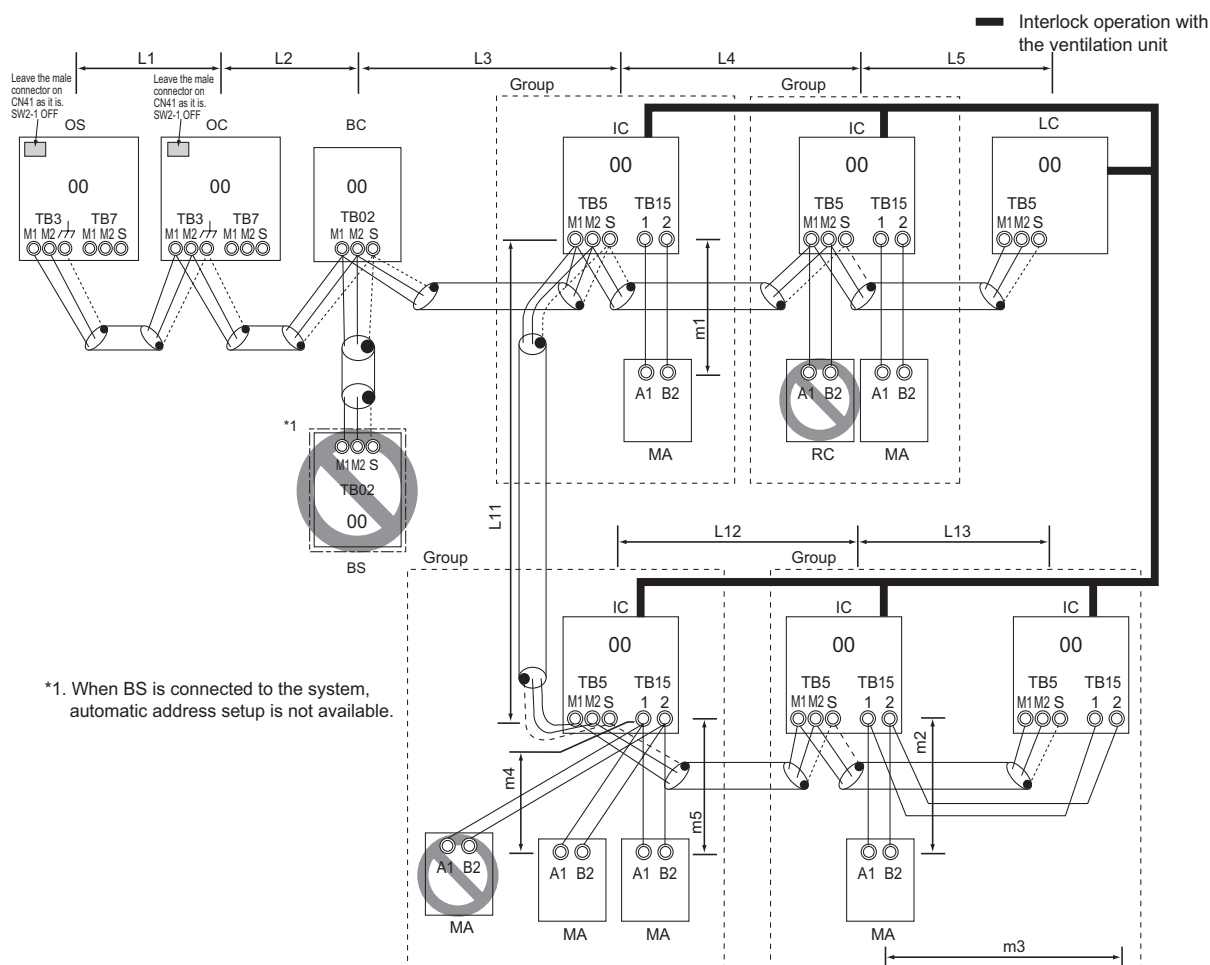 Interlock operation with
the ventilation unit
L1
L2
L3
L4
L5
Leave the male
connector on
CN41 as it is.
SW2-1 OFF
Leave the male
connector on
CN41 as it is.
SW2-1 OFF
Group
Group
OS
OC
BC
IC
IC
LC
00
00
00
00
00
00
TB3 TB7
TB3 TB7
TB02
TB5 TB15
TB5 TB15
TB5
M1 M2 M1 M2 S
M1 M2 M1 M2 S
M1 M2 S
M1 M2 S 1 2
M1 M2 S 1 2
M1 M2 S
m1
A1 B2
MA
A1 B2
RC
A1 B2
MA
*1
M1 M2 S
TB02
00
BS
L11
L12
L13
Group
Group
IC
IC
IC
00
00
00
TB5 TB15
TB5 TB15
TB5 TB15
M1 M2 S 1 2
M1 M2 S 1 2
M1 M2 S 1 2
*1. When BS is connected to the system,
automatic address setup is not available.
m4
m5
m2
A1 B2
A1 B2
A1 B2
A1 B2
MA
MA
MA
MA
m3